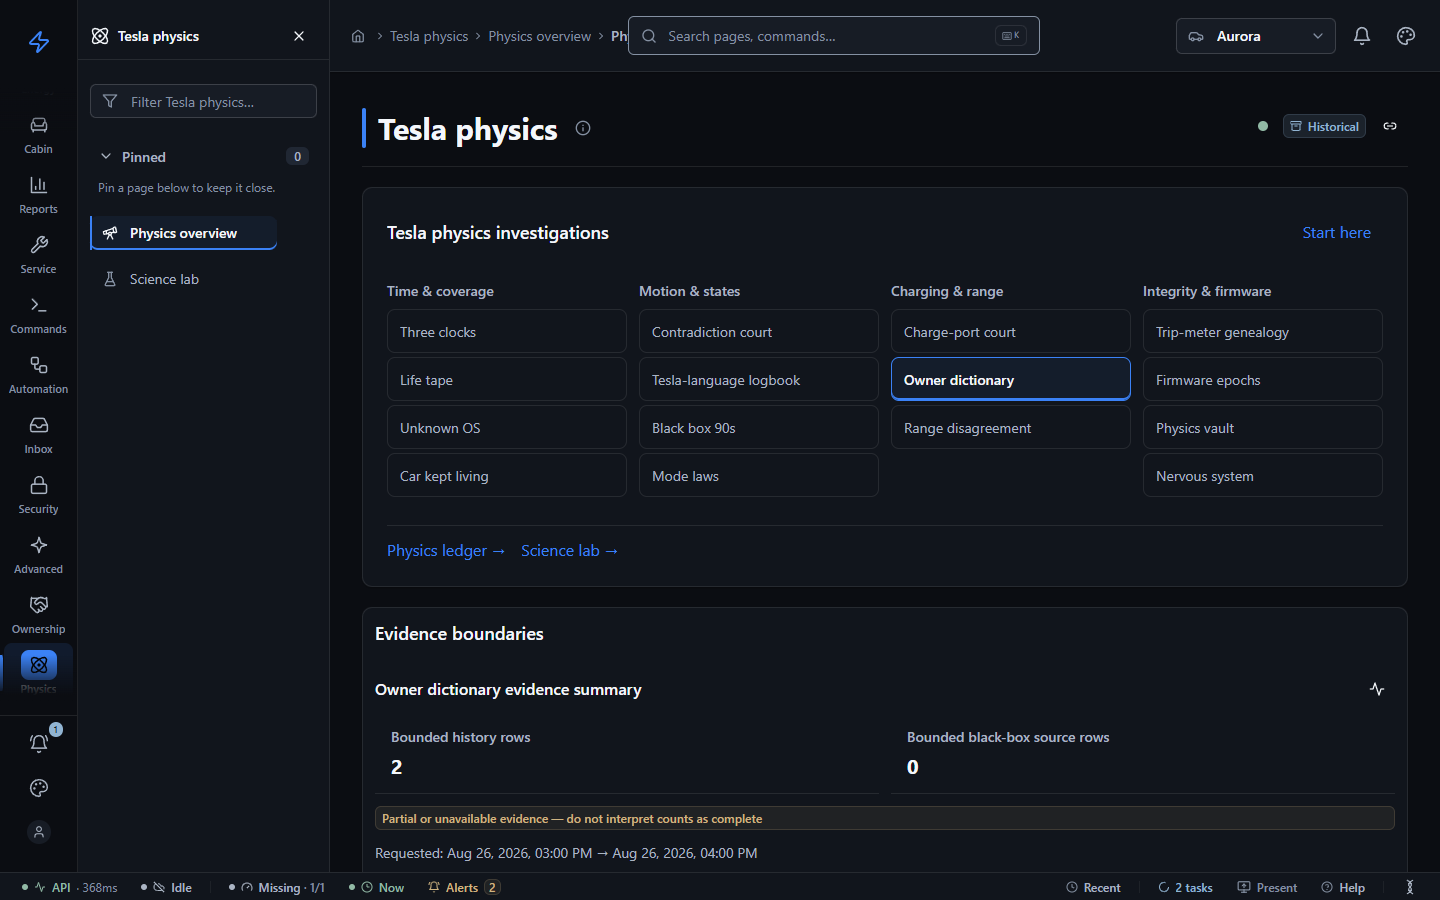 Tesla physics
Tesla physics
Physics overview
Ph
Search pages, commands...
K
Aurora
Filter Tesla physics...
Pinned
0
Pin a page below to keep it close.
Physics overview
Science lab
Cabin
Reports
Service
Commands
Automation
Inbox
Security
Advanced
Ownership
Physics
1
Tesla physics
Historical
Tesla physics investigations
Start here
Time & coverage
Three clocks
Life tape
Unknown OS
Car kept living
Motion & states
Contradiction court
Tesla-language logbook
Black box 90s
Mode laws
Charging & range
Charge-port court
Owner dictionary
Range disagreement
Integrity & firmware
Trip-meter genealogy
Firmware epochs
Physics vault
Nervous system
Physics ledger →
Science lab →
Evidence boundaries
Owner dictionary evidence summary
Bounded history rows
2
Bounded black-box source rows
0
Partial or unavailable evidence — do not interpret counts as complete
Requested: Aug 26, 2026, 03:00 PM → Aug 26, 2026, 04:00 PM
API · 368ms
Idle
Missing · 1/1
Now
Alerts 2
Recent
2 tasks
Present
Help